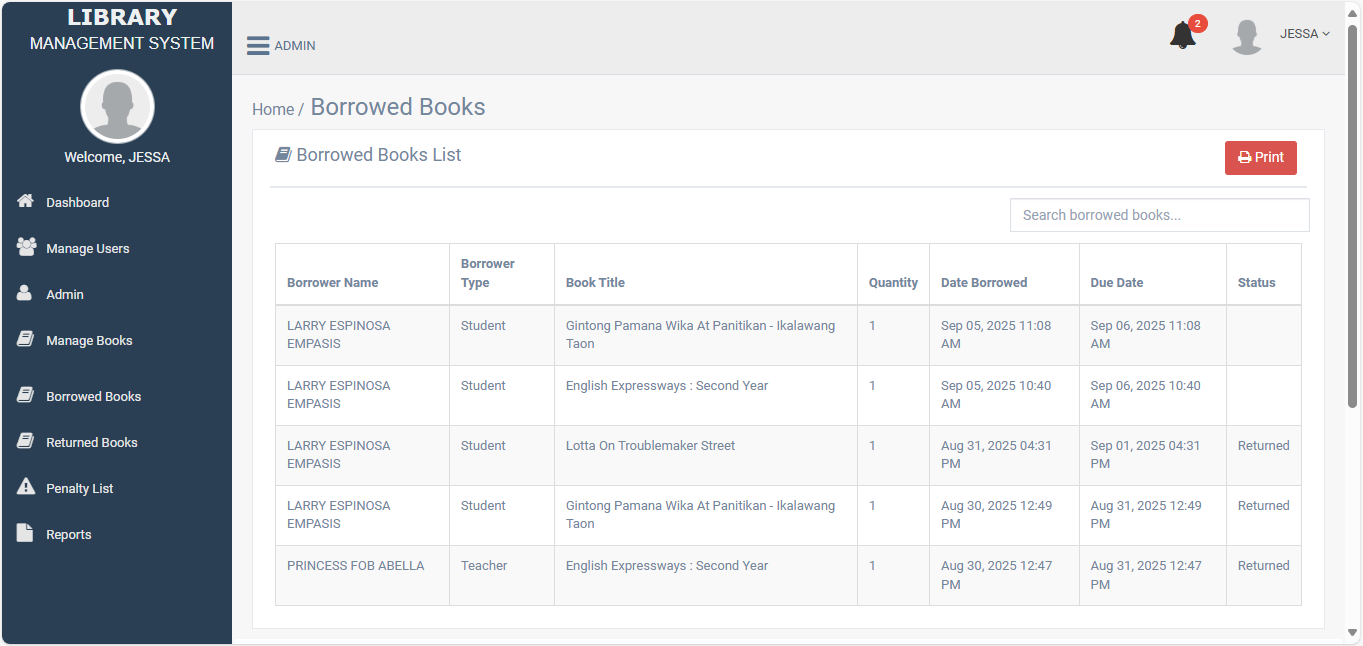 LIBRARY
MANAGEMENT SYSTEM
Welcome, JESSA
Dashboard
Manage Users
Admin
Manage Books
Borrowed Books
Returned Books
Penalty List
Reports
ADMIN
2
JESSA
Home / Borrowed Books
Borrowed Books List
Print
Search borrowed books...
Borrower Name Borrower Type Book Title Quantity Date Borrowed Due Date Status
LARRY ESPINOSA EMPASIS Student Gintong Pamana Wika At Panitikan - Ikalawang Taon 1 Sep 05, 2025 11:08 AM Sep 06, 2025 11:08 AM
LARRY ESPINOSA EMPASIS Student English Expressways : Second Year 1 Sep 05, 2025 10:40 AM Sep 06, 2025 10:40 AM
LARRY ESPINOSA EMPASIS Student Lotta On Troublemaker Street 1 Aug 31, 2025 04:31 PM Sep 01, 2025 04:31 PM Returned
LARRY ESPINOSA EMPASIS Student Gintong Pamana Wika At Panitikan - Ikalawang Taon 1 Aug 30, 2025 12:49 PM Aug 31, 2025 12:49 PM Returned
PRINCESS FOB ABELLA Teacher English Expressways : Second Year 1 Aug 30, 2025 12:47 PM Aug 31, 2025 12:47 PM Returned